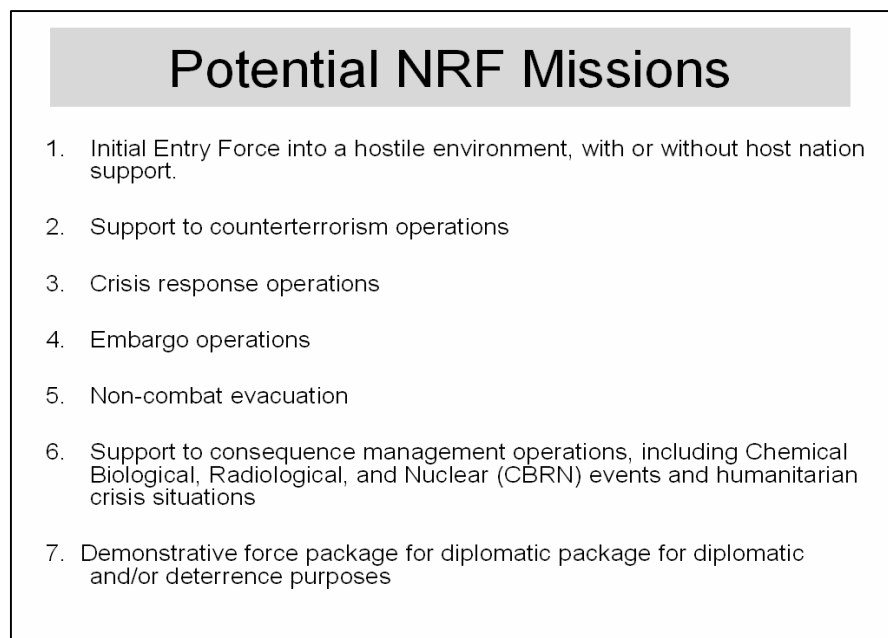 Potential NRF Missions
1. Initial Entry Force into a hostile environment, with or without host nation
support.
2. Support to counterterrorism operations
3. Crisis response operations
4. Embargo operations
5. Non-combat evacuation
6. Support to consequence management operations, including Chemical
Biological, Radiological, and Nuclear (CBRN) events and humanitarian
crisis situations
7. Demonstrative force package for diplomatic package for diplomatic
and/or deterrence purposes